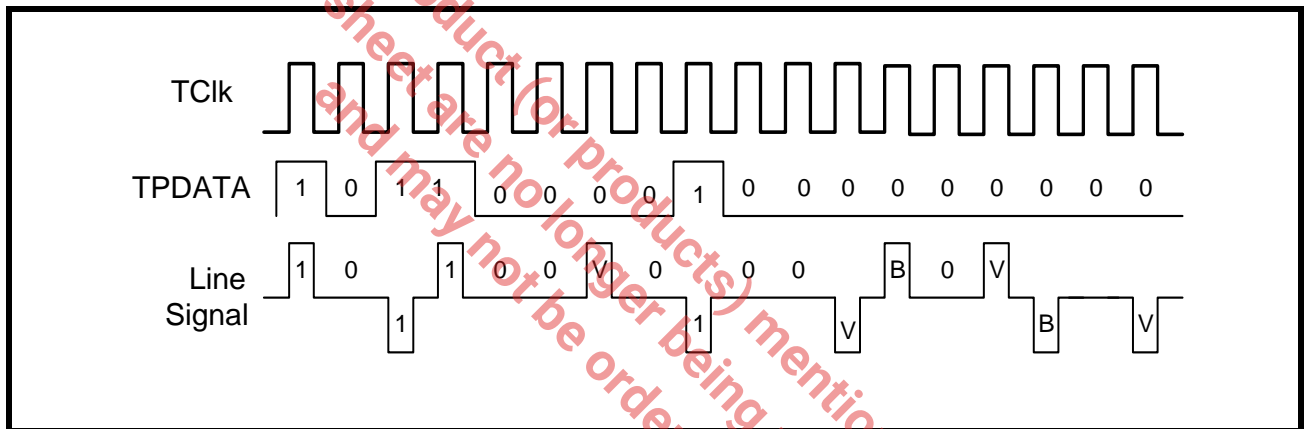 TClk
TPDATA 1 0 1 1 0 0 0 0 1 0 0 0 0 0 0 0 0 0
Line Signal 1 0 1 1 0 0 V 0 1 0 0 V B 0 V B V
oduct (or products) mentio
sheet are no longer being
and may not be orde